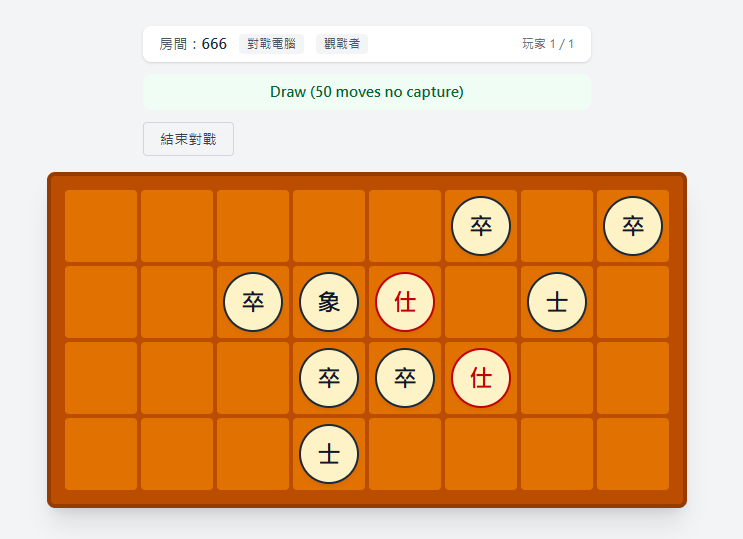 房間：666 對戰電腦 觀戰者 玩家 1 / 1
Draw (50 moves no capture)
結束對戰
卒 卒
卒 象 仕 士
卒 卒 仕
士